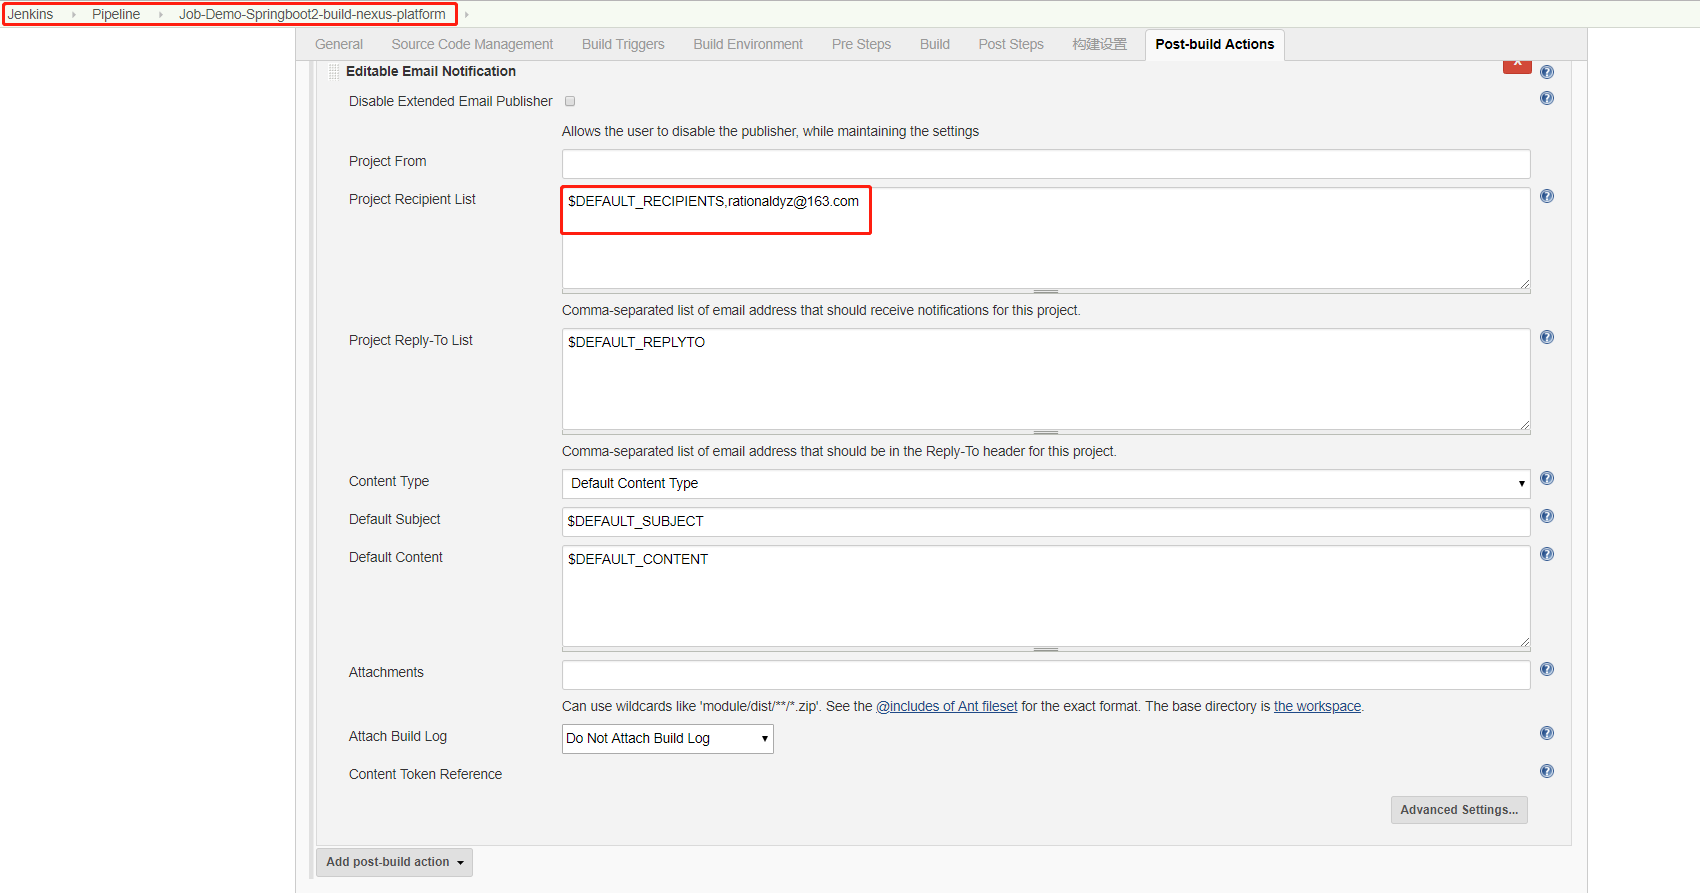 Jenkins Pipeline Job-Demo-Springboot2-build-nexus-platform
General Source Code Management Build Triggers Build Environment Pre Steps Build Post Steps 构建设置 Post-build Actions
Editable Email Notification
X
Disable Extended Email Publisher
Allows the user to disable the publisher, while maintaining the settings
Project From
Project Recipient List
$DEFAULT_RECIPIENTS,rationaldyz@163.com
Comma-separated list of email address that should receive notifications for this project.
Project Reply-To List
$DEFAULT_REPLYTO
Comma-separated list of email address that should be in the Reply-To header for this project.
Content Type
Default Content Type
Default Subject
$DEFAULT_SUBJECT
Default Content
$DEFAULT_CONTENT
Attachments
Can use wildcards like 'module/dist/**/*.zip'. See the @includes of Ant fileset for the exact format. The base directory is the workspace.
Attach Build Log
Do Not Attach Build Log
Content Token Reference
Advanced Settings...
Add post-build action